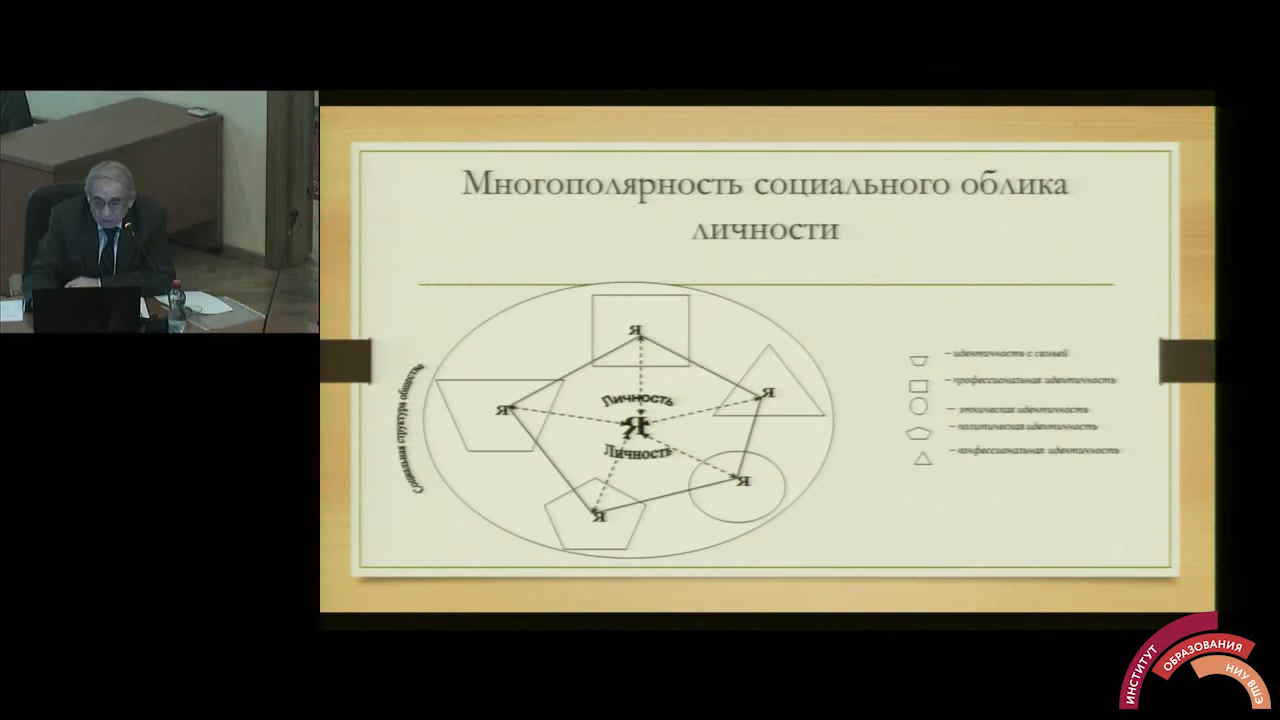 Многополярность социального облика
личности
Социальная структура общества
Я
Я
Я
Личность
Я
Личность
Я
Я
– идентичность с семьей
– профессиональная идентичность
– этническая идентичность
– политическая идентичность
– конфессиональная идентичность
ИНСТИТУТ
ОБРАЗОВАНИЯ
НИУ ВШЭ